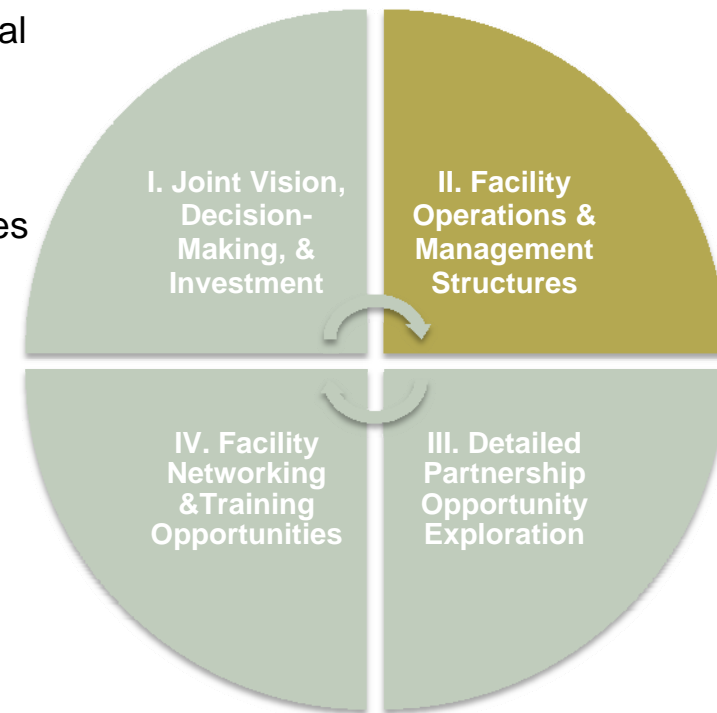 al
es
I. Joint Vision,
Decision-
Making, &
Investment
II. Facility
Operations &
Management
Structures
III. Detailed
Partnership
Opportunity
Exploration
IV. Facility
Networking
&Training
Opportunities